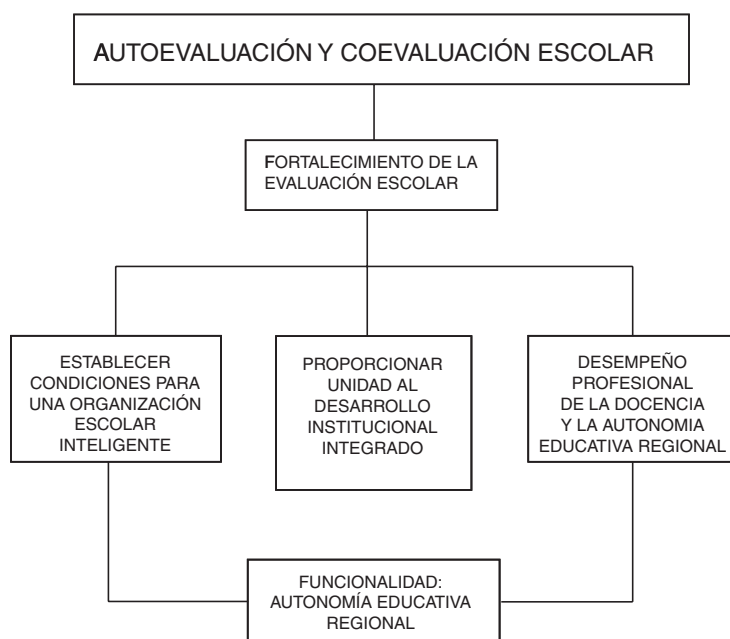 AUTOEVALUACIÓN Y COEVALUACIÓN ESCOLAR
FORTALECIMIENTO DE LA
EVALUACIÓN ESCOLAR
ESTABLECER
CONDICIONES PARA
UNA ORGANIZACIÓN
ESCOLAR
INTELIGENTE
PROPORCIONAR
UNIDAD AL
DESARROLLO
INSTITUCIONAL
INTEGRADO
DESEMPEÑO
PROFESIONAL
DE LA DOCENCIA
Y LA AUTONOMIA
EDUCATIVA REGIONAL
FUNCIONALIDAD:
AUTONOMÍA EDUCATIVA
REGIONAL